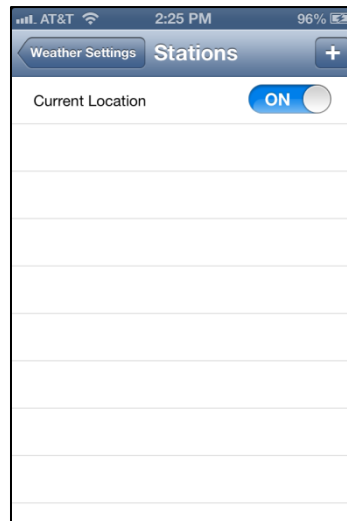 AT&T 2:25 PM 96%
Weather Settings Stations +
Current Location ON